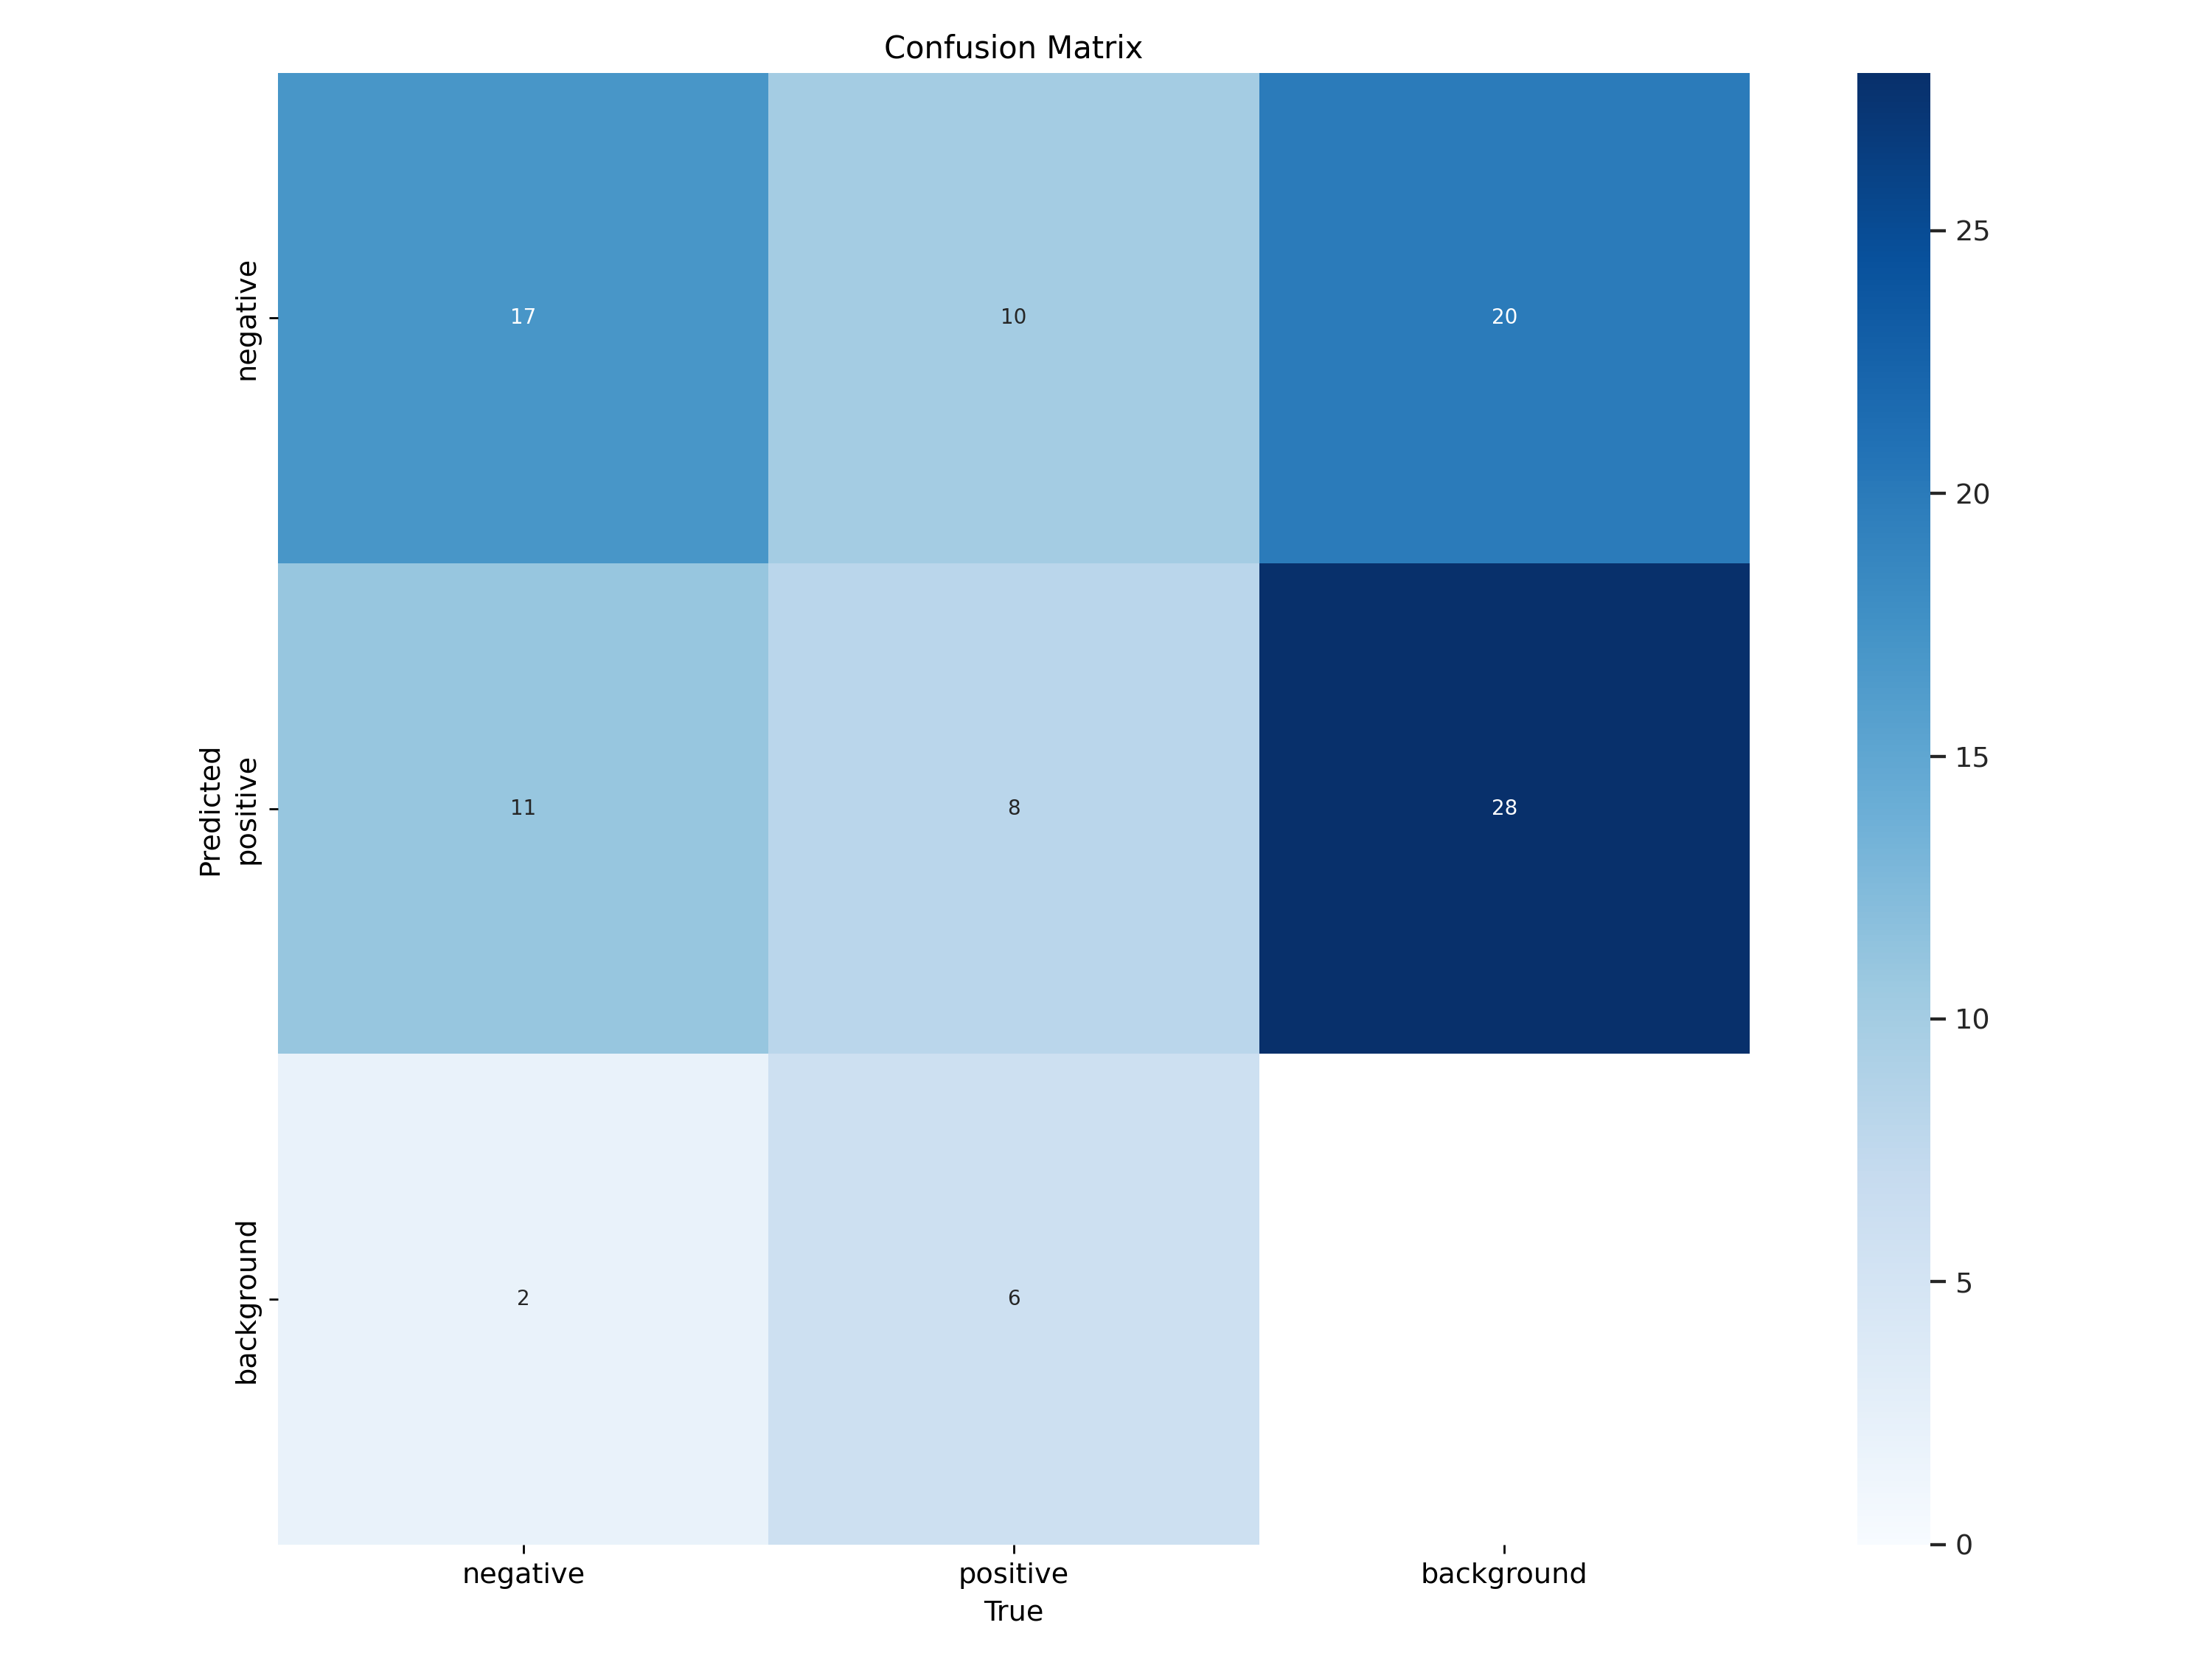 Confusion Matrix
negative
17 10 20
25
20
Predicted
positive
11 8 28
15
10
background
2 6
5
0
negative positive background
True